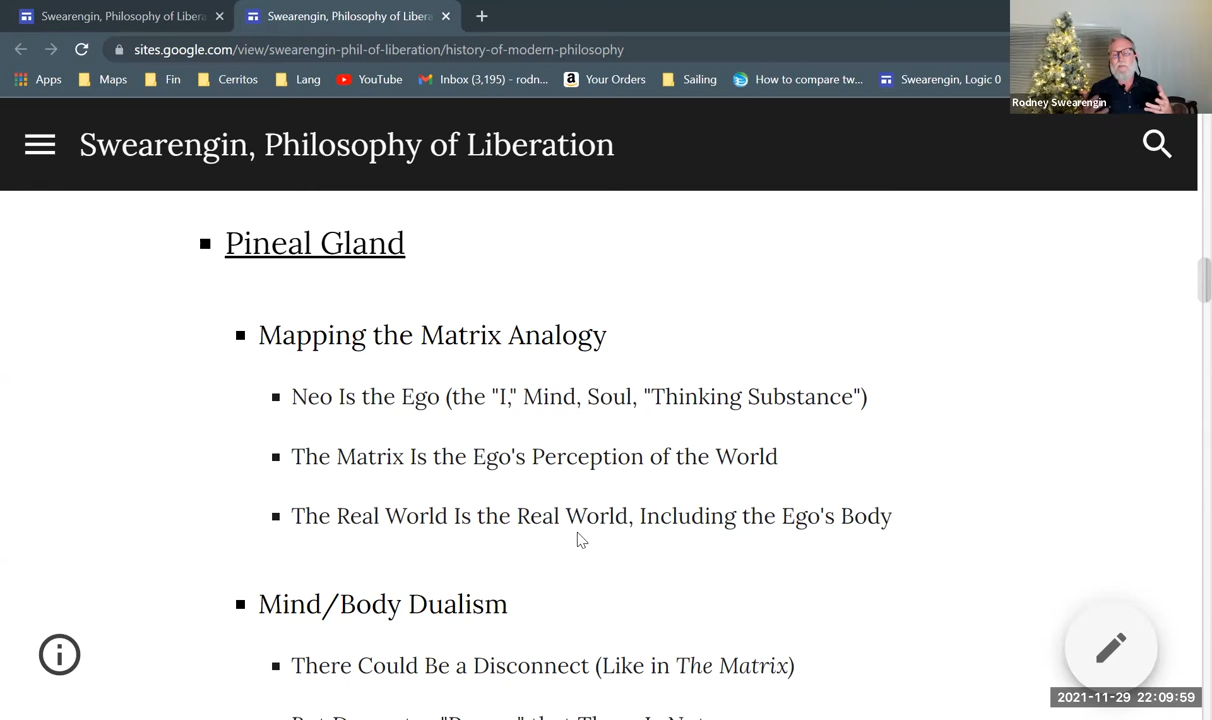 Swearengin, Philosophy of Libera
Swearengin, Philosophy of Libera
sites.google.com/view/swearengin-phil-of-liberation/history-of-modern-philosophy
Apps Maps Fin Cerritos Lang YouTube Inbox (3,195) - rodn... Your Orders Sailing How to compare tw... Swearengin, Logic 0
Rodney Swearengin
Swearengin, Philosophy of Liberation
Pineal Gland
Mapping the Matrix Analogy
Neo Is the Ego (the "I," Mind, Soul, "Thinking Substance")
The Matrix Is the Ego's Perception of the World
The Real World Is the Real World, Including the Ego's Body
Mind/Body Dualism
There Could Be a Disconnect (Like in The Matrix)
2021-11-29 22:09:59